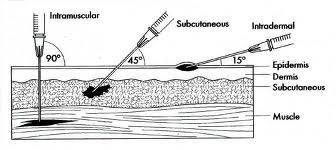 Intramuscular
Subcutaneous
Intradermal
90°
45°
15°
Epidermis
Dermis
Subcutaneous
Muscle